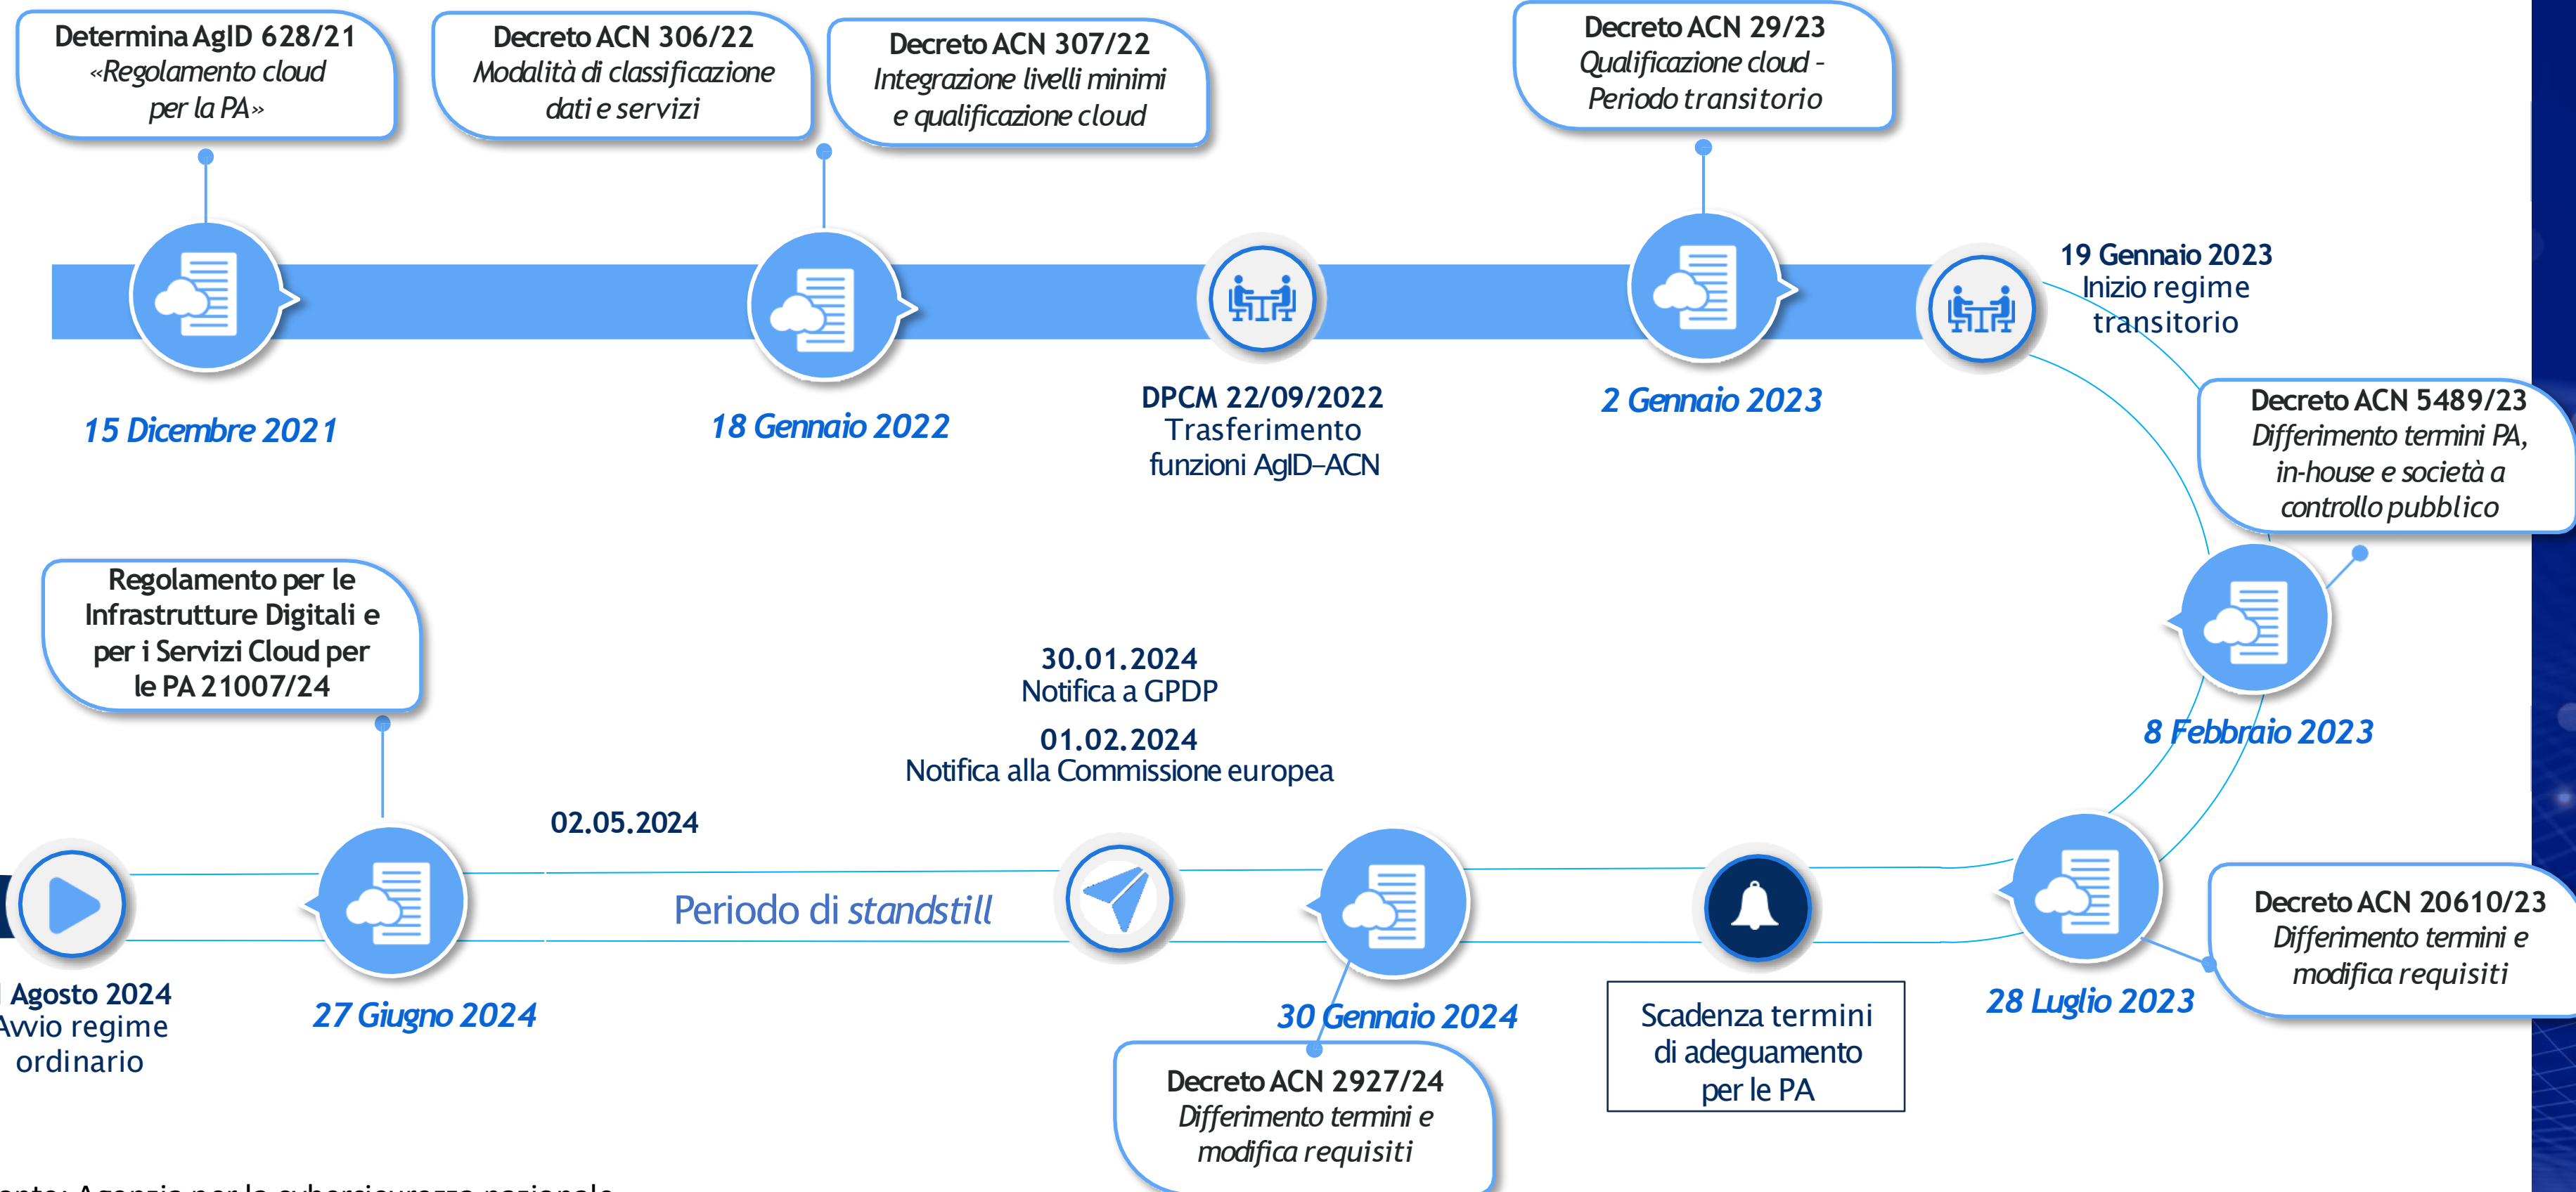 Determina AgID 628/21
«Regolamento cloud
per la PA»
Decreto ACN 306/22
Modalità di classificazione
dati e servizi
Decreto ACN 307/22
Integrazione livelli minimi
e qualificazione cloud
Decreto ACN 29/23
Qualificazione cloud -
Periodo transitorio
15 Dicembre 2021
18 Gennaio 2022
DPCM 22/09/2022
Trasferimento
funzioni AgID–ACN
2 Gennaio 2023
19 Gennaio 2023
Inizio regime
transitorio
Decreto ACN 5489/23
Differimento termini PA,
in-house e società a
controllo pubblico
8 Febbraio 2023
Decreto ACN 20610/23
Differimento termini e
modifica requisiti
28 Luglio 2023
Scadenza termini
di adeguamento
per le PA
30 Gennaio 2024
Decreto ACN 2927/24
Differimento termini e
modifica requisiti
30.01.2024
Notifica a GPDP
01.02.2024
Notifica alla Commissione europea
Periodo di standstill
02.05.2024
Regolamento per le
Infrastrutture Digitali e
per i Servizi Cloud per
le PA 21007/24
27 Giugno 2024
Agosto 2024
Avvio regime
ordinario
Agenzia per la cybersicurezza nazionale